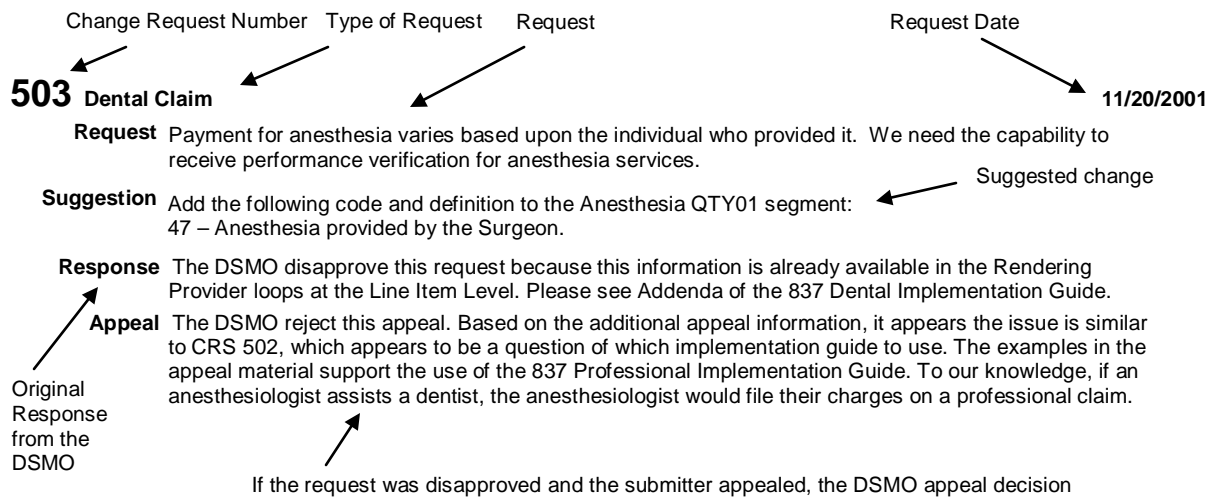 Change Request Number Type of Request Request Request Date
503 Dental Claim 11/20/2001
Request Payment for anesthesia varies based upon the individual who provided it. We need the capability to
receive performance verification for anesthesia services.
Suggested change
Suggestion Add the following code and definition to the Anesthesia QTY01 segment:
47 – Anesthesia provided by the Surgeon.
Response The DSMO disapprove this request because this information is already available in the Rendering
Provider loops at the Line Item Level. Please see Addenda of the 837 Dental Implementation Guide.
Appeal The DSMO reject this appeal. Based on the additional appeal information, it appears the issue is similar
to CRS 502, which appears to be a question of which implementation guide to use. The examples in the
appeal material support the use of the 837 Professional Implementation Guide. To our knowledge, if an
anesthesiologist assists a dentist, the anesthesiologist would file their charges on a professional claim.
Original
Response
from the
DSMO
If the request was disapproved and the submitter appealed, the DSMO appeal decision